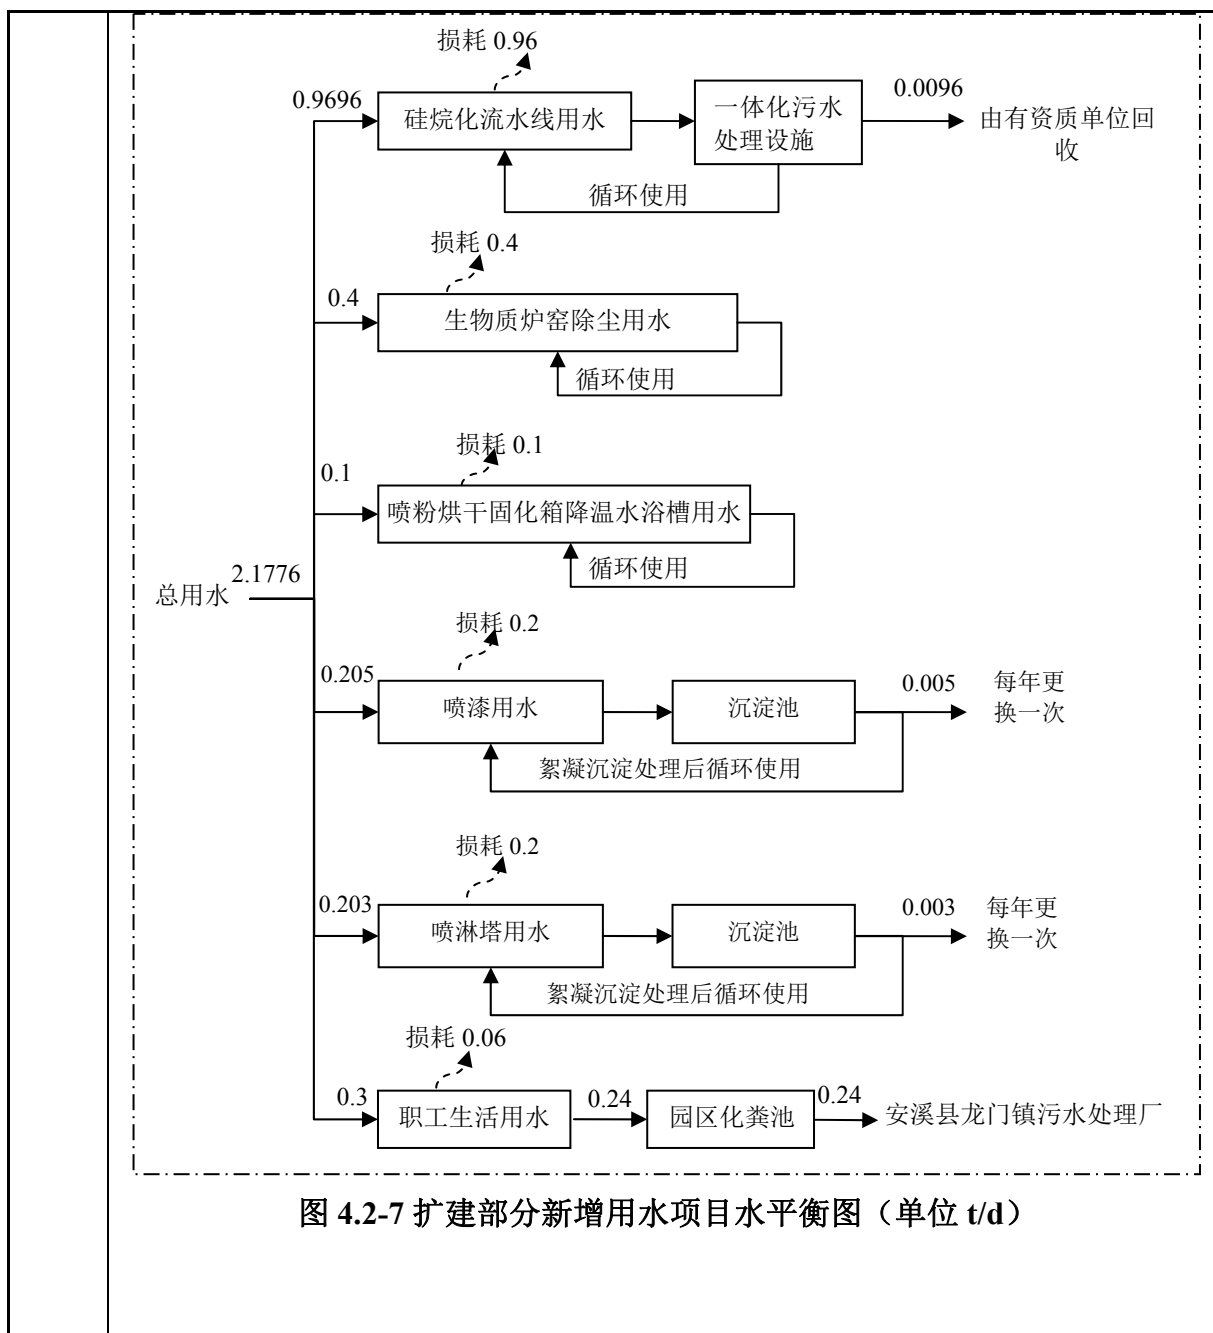 损耗 0.96
0.9696
硅烷化流水线用水
一体化污水
处理设施
0.0096
由有资质单位回
收
循环使用
损耗 0.4
0.4
生物质炉窑除尘用水
循环使用
损耗 0.1
0.1
喷粉烘干固化箱降温水浴槽用水
循环使用
总用水
2.1776
损耗 0.2
0.205
喷漆用水
沉淀池
0.005
每年更
换一次
絮凝沉淀处理后循环使用
损耗 0.2
0.203
喷淋塔用水
沉淀池
0.003
每年更
换一次
絮凝沉淀处理后循环使用
损耗 0.06
0.3
职工生活用水
0.24
园区化粪池
0.24
安溪县龙门镇污水处理厂
图 4.2-7 扩建部分新增用水项目水平衡图（单位 t/d）